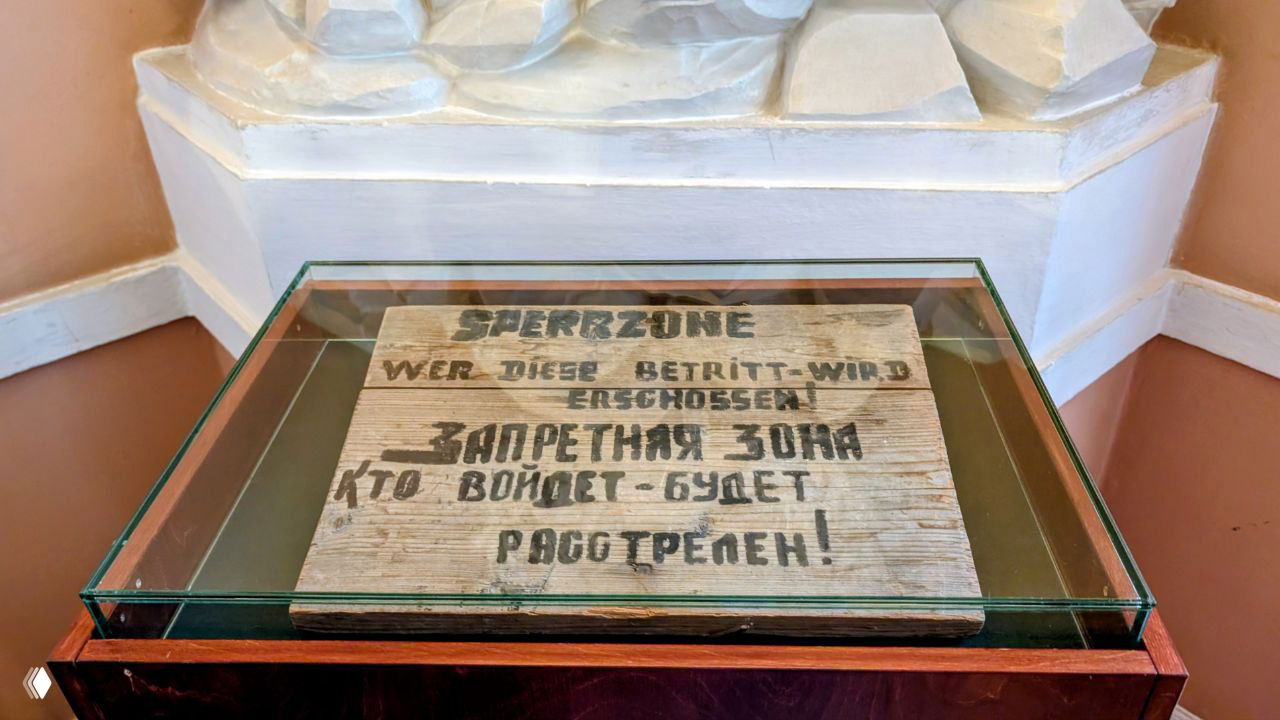 SPERRZONE
WER DIESE BETRITT-WIRD
ERSCHOSSEN!
ЗАПРЕТНАЯ ЗОНА
КТО ВОЙДЕТ-БУДЕТ
РАССТРЕЛЕН!